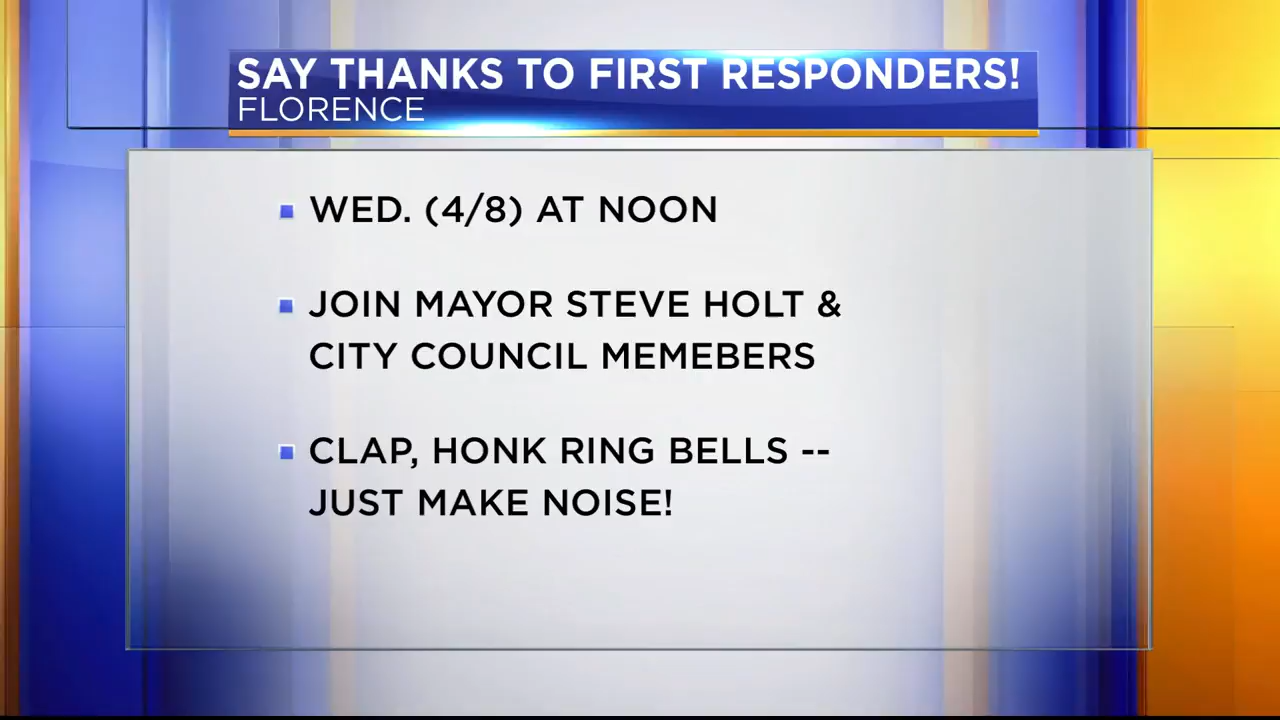 SAY THANKS TO FIRST RESPONDERS!
FLORENCE
WED. (4/8) AT NOON
JOIN MAYOR STEVE HOLT &
CITY COUNCIL MEMEBERS
CLAP, HONK RING BELLS --
JUST MAKE NOISE!